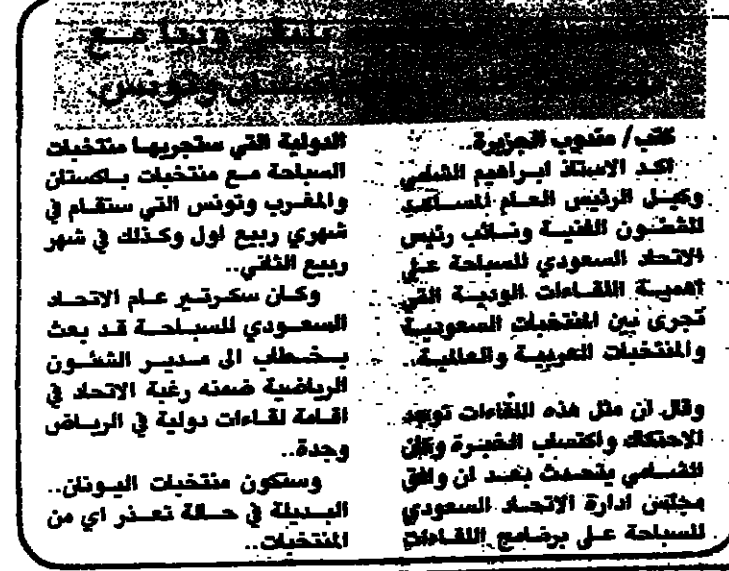 يلتقي وديا مع
باكستان وتونس
كتب/ مندوب الجزيرة..
اكد الاستاذ ابراهيم الشامي
وكيل الرئيس العام المساعد
للشئون الفنية ونائب رئيس
الاتحاد السعودي للسباحة على
اهمية اللقاءات الودية التي
تجرى بين المنتخبات السعودية
والمنتخبات العربية والعالمية..
وقال ان مثل هذه اللقاءات توجد
الاحتكاك واكتساب الخبرة وكان
الشامي يتحدث بعد ان وافق
مجلس ادارة الاتحاد السعودي
للسباحة على برنامج اللقاءات
الدولية التي ستجريها منتخبات
السباحة مع منتخبات باكستان
والمغرب وتونس التي ستقام في
شهري ربيع اول وكذلك في شهر
ربيع الثاني..
وكان سكرتير عام الاتحاد
السعودي للسباحة قد بعث
بخطاب الى مدير الشئون
الرياضية ضمنه رغبة الاتحاد في
اقامة لقاءات دولية في الرياض
وجدة..
وستكون منتخبات اليونان..
البديلة في حالة تعذر اي من
المنتخبات..